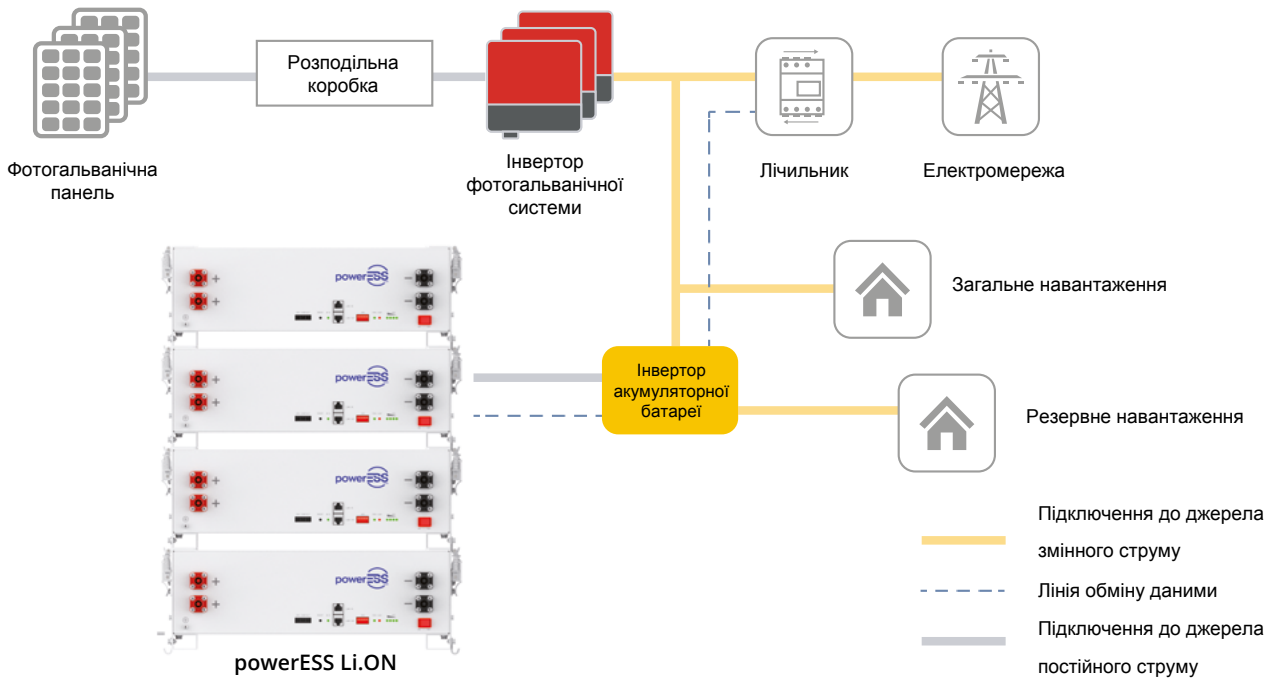 Розподільна
коробка
Фотогальванічна
панель
Інвертор
фотогальванічної
системи
Лічильник
Електромережа
Загальне навантаження
Інвертор
акумуляторної
батареї
Резервне навантаження
powerESS
powerESS
powerESS
powerESS
powerESS Li.ON
Підключення до джерела
змінного струму
Лінія обміну даними
Підключення до джерела
постійного струму